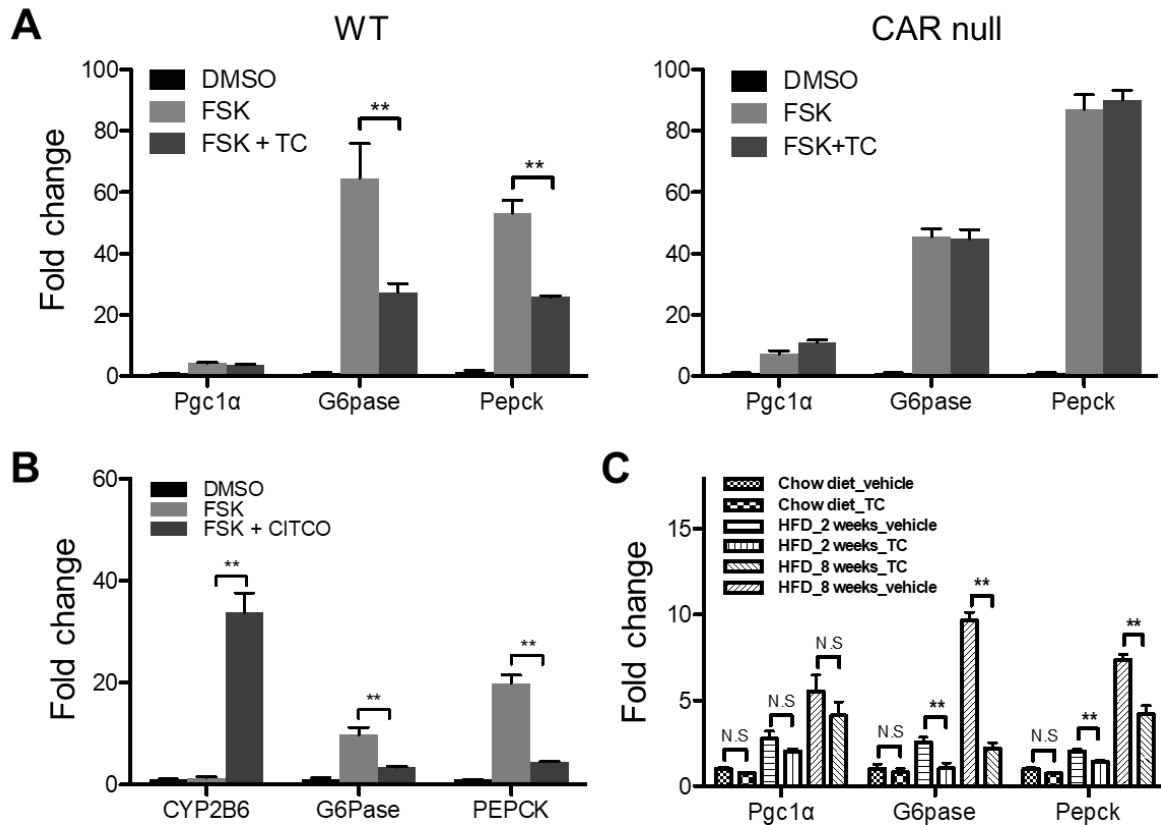 A
WT
CAR null
Fold change
100
80
60
40
20
0
DMSO
FSK
FSK + TC
**
**
Pgc1α
G6pase
Pepck
100
80
60
40
20
0
DMSO
FSK
FSK+TC
Pgc1α
G6pase
Pepck
B
Fold change
60
40
20
0
DMSO
FSK
FSK + CITCO
**
**
**
CYP2B6
G6Pase
PEPCK
C
Fold change
15
10
5
0
Chow diet_vehicle
Chow diet_TC
HFD_2 weeks_vehicle
HFD_2 weeks_TC
HFD_8 weeks_TC
HFD_8 weeks_vehicle
N.S
N.S
N.S
N.S
**
**
N.S
**
**
Pgc1α
G6pase
Pepck